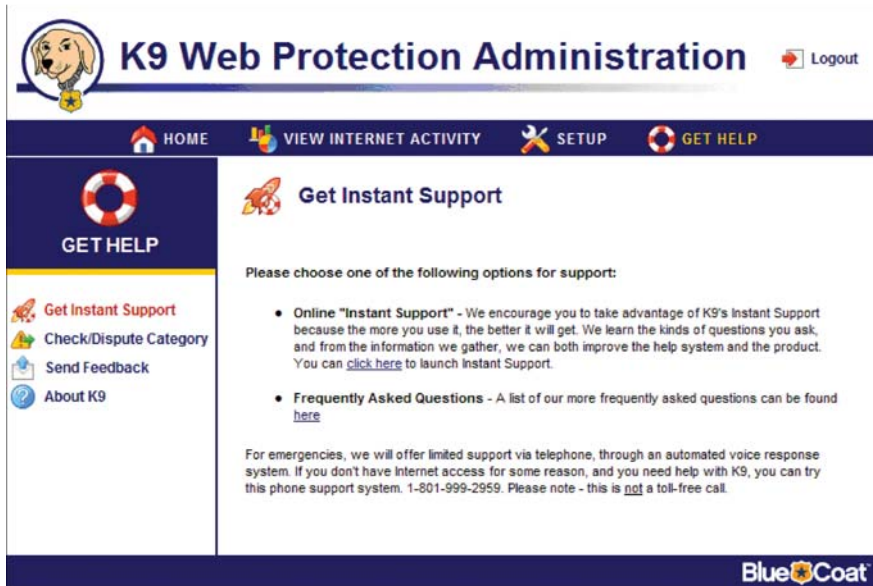 K9 Web Protection Administration
Logout
HOME
VIEW INTERNET ACTIVITY
SETUP
GET HELP
GET HELP
Get Instant Support
Check/Dispute Category
Send Feedback
About K9
Get Instant Support
Please choose one of the following options for support:
• Online "Instant Support" - We encourage you to take advantage of K9's Instant Support
because the more you use it, the better it will get. We learn the kinds of questions you ask,
and from the information we gather, we can both improve the help system and the product.
You can click here to launch Instant Support.
• Frequently Asked Questions - A list of our more frequently asked questions can be found
here
For emergencies, we will offer limited support via telephone, through an automated voice response
system. If you don't have Internet access for some reason, and you need help with K9, you can try
this phone support system. 1-801-999-2959. Please note - this is not a toll-free call.
Blue Coat